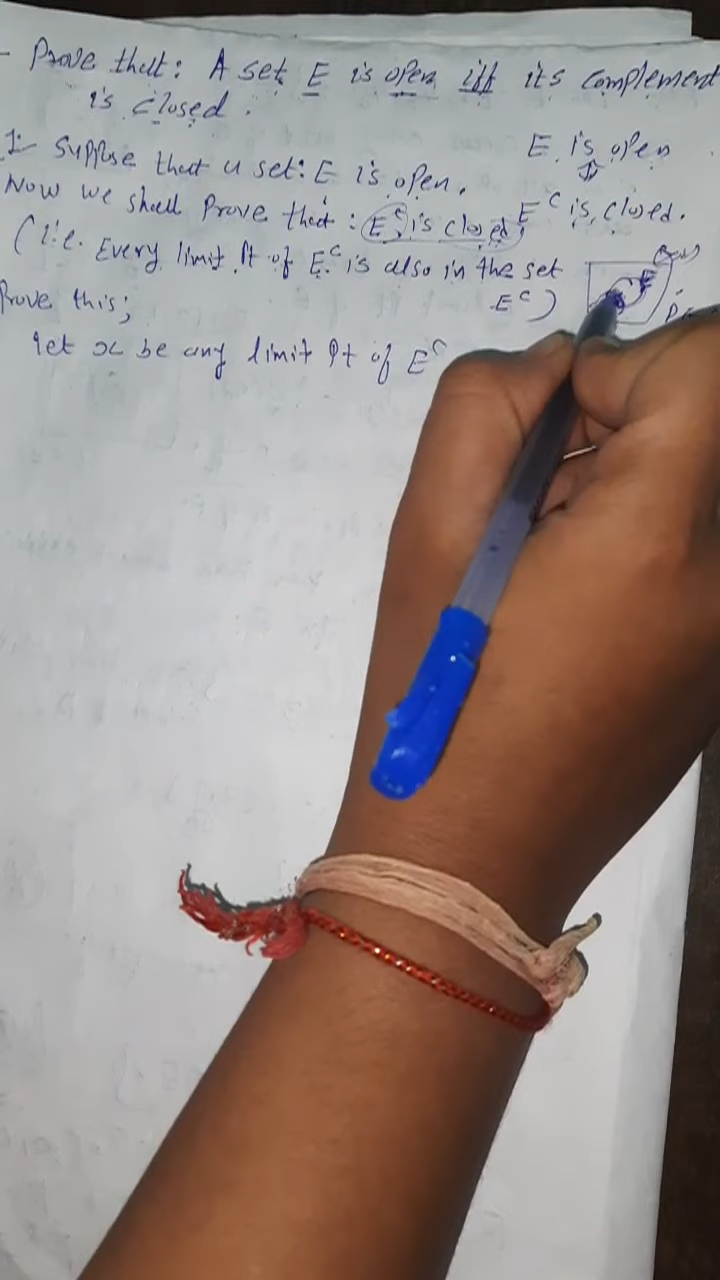 Prove that: A set E is open iff its complement
is closed.
E is open
⇕
E^c is closed.
Suppose that a set: E is open.
Now we shall prove that: E^c is closed
(i.e. Every limit pt of E^c is also in the set
E^c)
Prove this;
let x be any limit pt of E^c
E